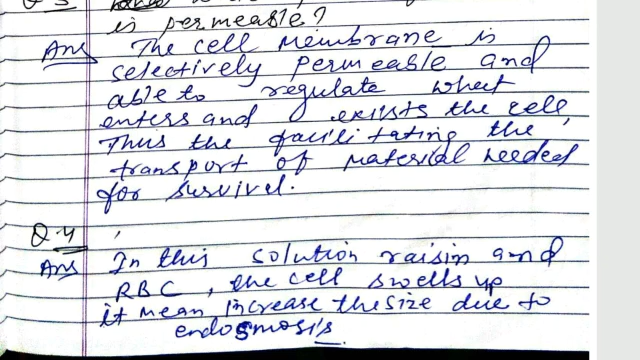 Q 3
is permeable?
Ans The cell membrane is
selectively permeable and
able to regulate what
enters and exists the cell,
Thus the facilitating the
transport of material needed
for survivel.
Q.4
Ans In this solution raisin and
RBC, the cell swells up
it mean increase the size due to
endosmosis.